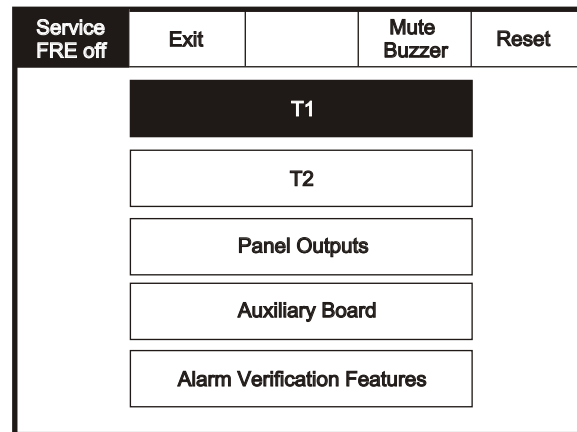 Service
FRE off
Exit
Mute
Buzzer
Reset
T1
T2
Panel Outputs
Auxiliary Board
Alarm Verification Features